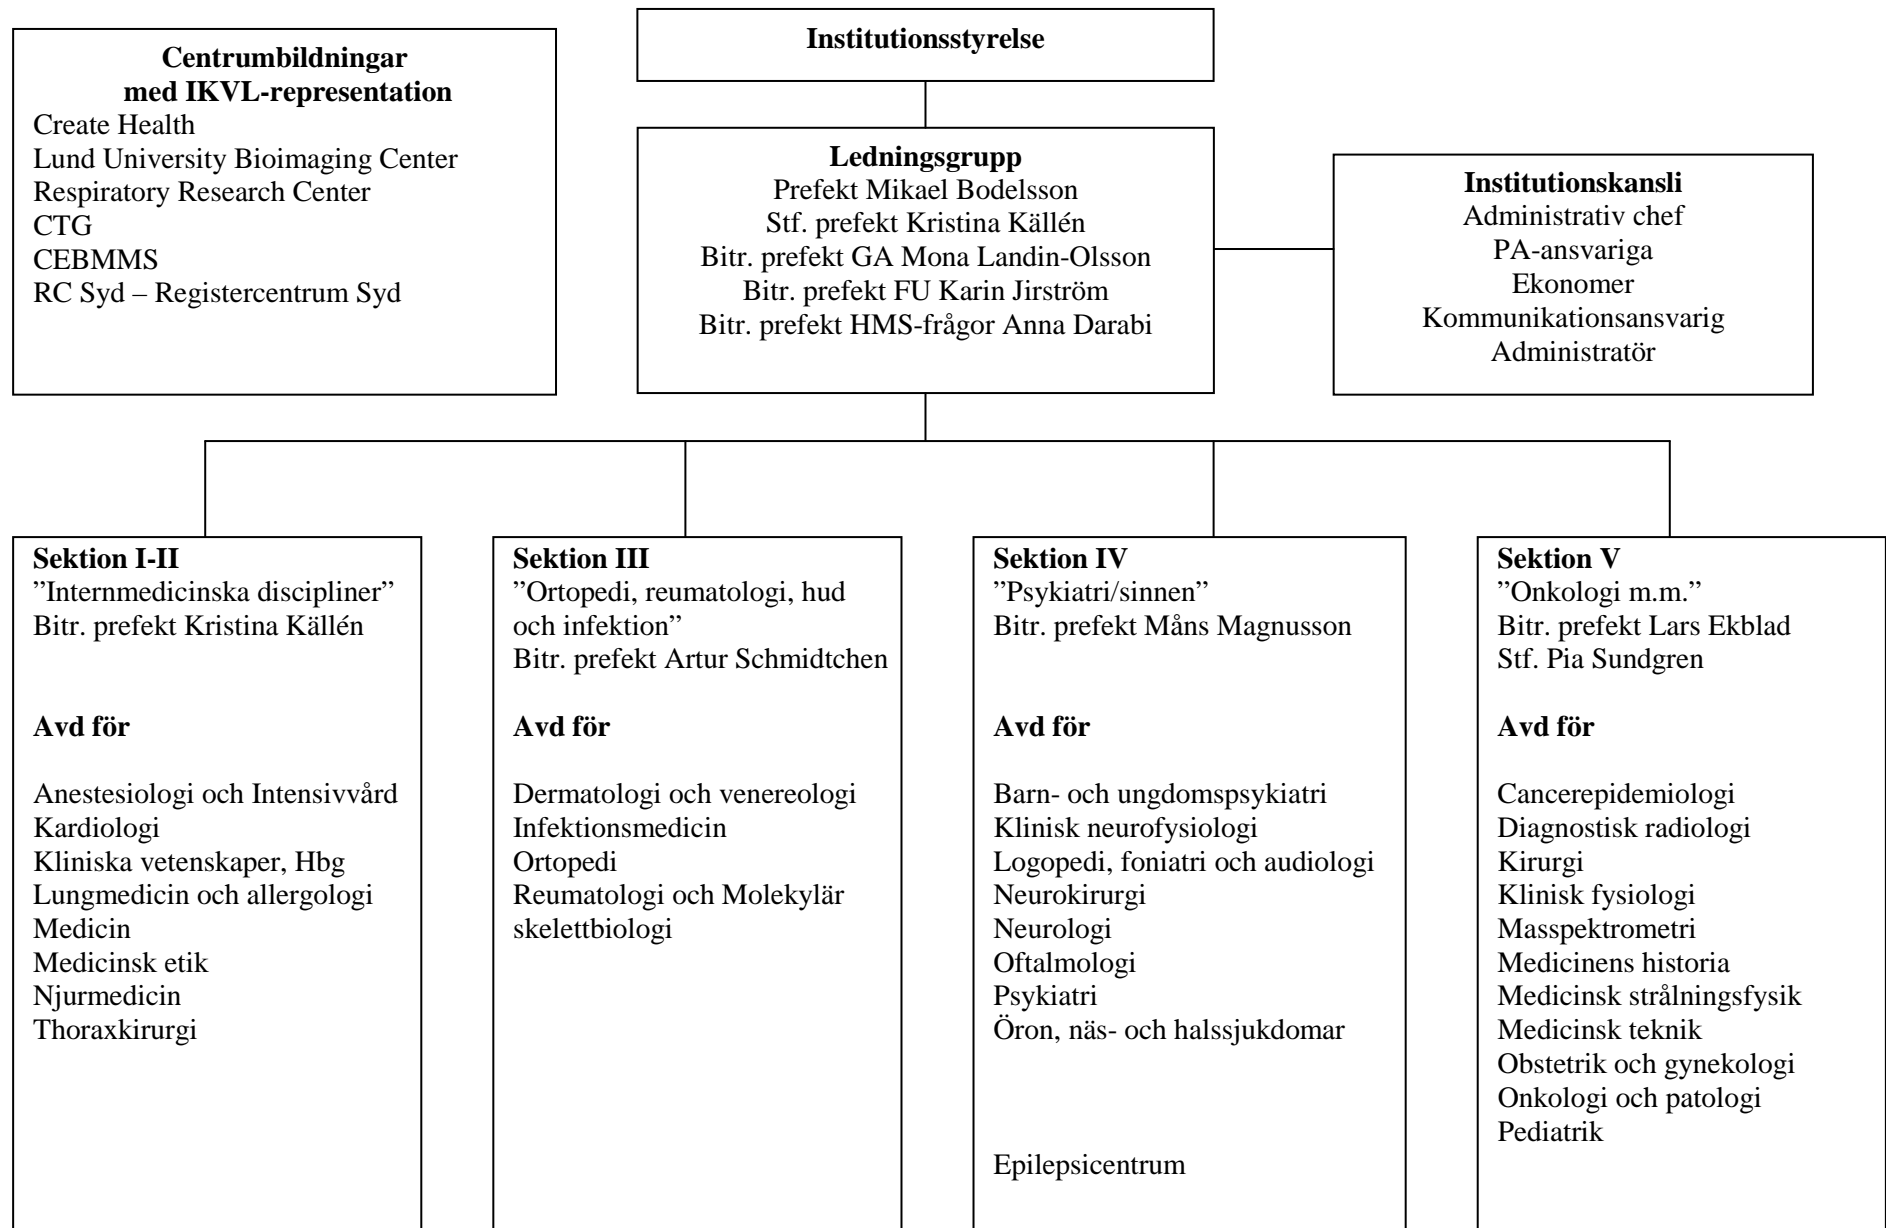 Centrumbildningar
med IKVL-representation
Create Health
Lund University Bioimaging Center
Respiratory Research Center
CTG
CEBMMS
RC Syd – Registercentrum Syd
Institutionsstyrelse
Ledningsgrupp
Prefekt Mikael Bodelsson
Stf. prefekt Kristina Källén
Bitr. prefekt GA Mona Landin-Olsson
Bitr. prefekt FU Karin Jirström
Bitr. prefekt HMS-frågor Anna Darabi
Institutionskansli
Administrativ chef
PA-ansvariga
Ekonomer
Kommunikationsansvarig
Administratör
Sektion I-II
”Internmedicinska discipliner”
Bitr. prefekt Kristina Källén
Avd för
Anestesiologi och Intensivvård
Kardiologi
Kliniska vetenskaper, Hbg
Lungmedicin och allergologi
Medicin
Medicinsk etik
Njurmedicin
Thoraxkirurgi
Sektion III
”Ortopedi, reumatologi, hud
och infektion”
Bitr. prefekt Artur Schmidtchen
Avd för
Dermatologi och venereologi
Infektionsmedicin
Ortopedi
Reumatologi och Molekylär
skelettbiologi
Sektion IV
”Psykiatri/sinnen”
Bitr. prefekt Måns Magnusson
Avd för
Barn- och ungdomspsykiatri
Klinisk neurofysiologi
Logopedi, foniatri och audiologi
Neurokirurgi
Neurologi
Oftalmologi
Psykiatri
Öron, näs- och halssjukdomar
Epilepsicentrum
Sektion V
”Onkologi m.m.”
Bitr. prefekt Lars Ekblad
Stf. Pia Sundgren
Avd för
Cancerepidemiologi
Diagnostisk radiologi
Kirurgi
Klinisk fysiologi
Masspektrometri
Medicinens historia
Medicinsk strålningsfysik
Medicinsk teknik
Obstetrik och gynekologi
Onkologi och patologi
Pediatrik